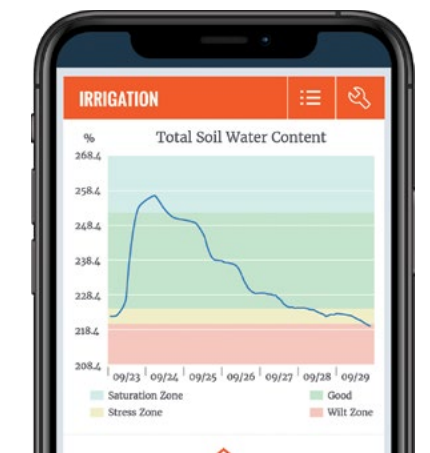 IRRIGATION
% Total Soil Water Content
268.4
258.4
248.4
238.4
228.4
218.4
208.4
09/23 09/24 09/25 09/26 09/27 09/28 09/29
Saturation Zone Good
Stress Zone Wilt Zone